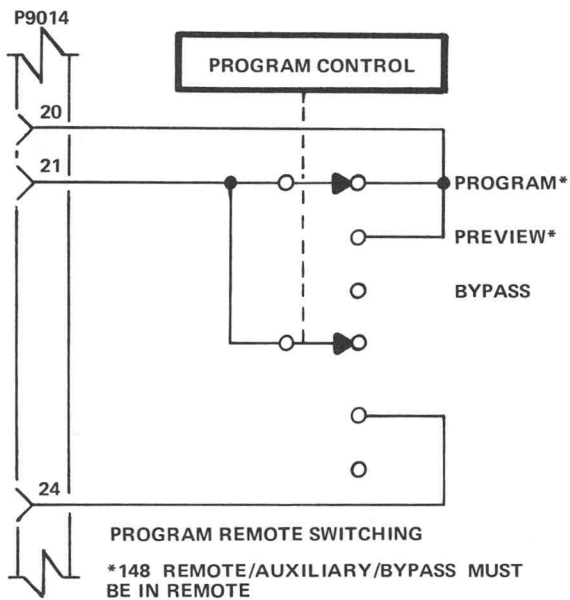 P9014
PROGRAM CONTROL
20
21
PROGRAM*
PREVIEW*
BYPASS
24
PROGRAM REMOTE SWITCHING
*148 REMOTE/AUXILIARY/BYPASS MUST
BE IN REMOTE